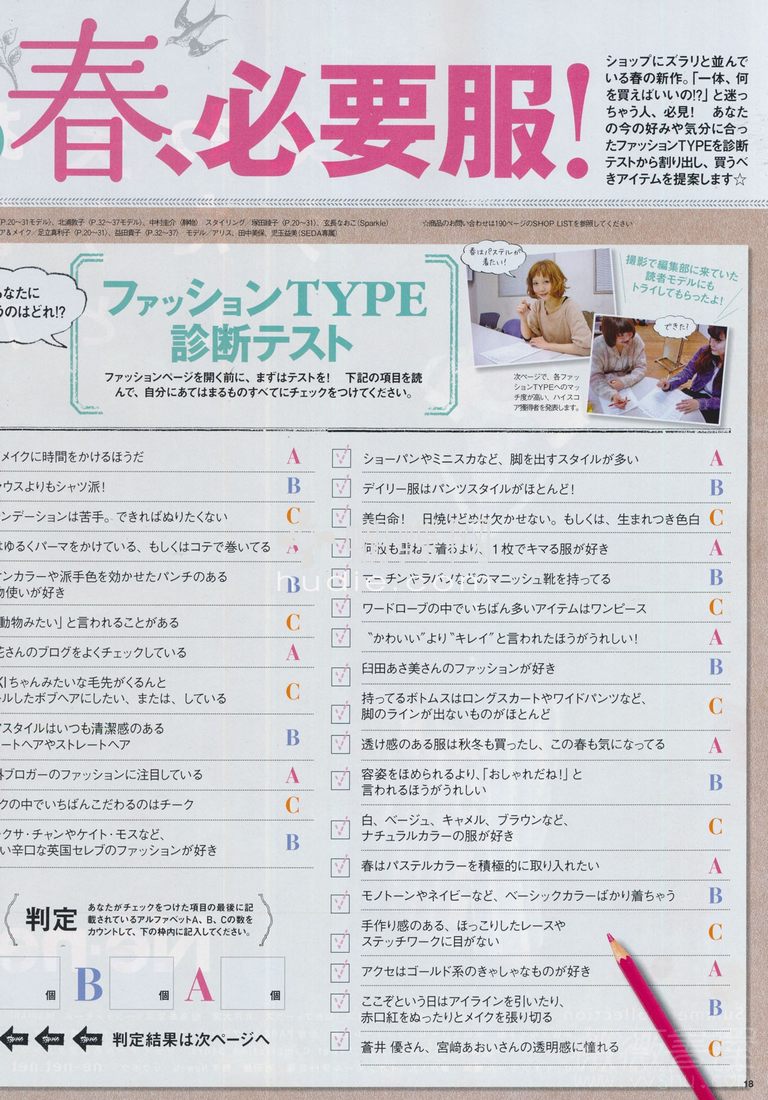 春、必要服!
ショップにズラリと並んで
いる春の新作。「一体、何
を買えばいいの!?」と迷っ
ちゃう人、必見!　あなた
の今の好みや気分に合っ
たファッションTYPEを診断
テストから割り出し、買うべ
きアイテムを提案します☆
P.20〜31モデル)、北浦敦子(P.32〜37モデル)、中村圭介(静物)　スタイリング／塚田綾子(P.20〜31)、玄長なおこ(Sparkle)　☆商品のお問い合わせは190ページのSHOP LISTを参照してください
ア&メイク／足立真利子(P.20〜31)、益田貴子(P.32〜37)　モデル／アリス、田中美保、児玉益美(SEDA専属)
あなたに
うのはどれ!?
ファッションTYPE
診断テスト
ファッションページを開く前に、まずはテストを!　下記の項目を読
んで、自分にあてはまるものすべてにチェックをつけてください。
春はパステルが
着たい!
撮影で編集部に来ていた
読者モデルにも
トライしてもらったよ!
できた!
次ページで、各ファッ
ションTYPEへのマッ
チ度が高い、ハイスコ
ア獲得者を発表します。
メイクに時間をかけるほうだ A
ウスよりもシャツ派! B
ンデーションは苦手。できればぬりたくない C
はゆるくパーマをかけている、もしくはコテで巻いてる A
ンカラーや派手色を効かせたパンチのある
使いが好き B
動物みたい」と言われることがある C
花さんのブログをよくチェックしている A
KIちゃんみたいな毛先がくるんと
ルしたボブヘアにしたい、または、している C
スタイルはいつも清潔感のある
ートヘアやストレートヘア B
ブロガーのファッションに注目している A
クの中でいちばんこだわるのはチーク C
クサ・チャンやケイト・モスなど、
い辛口な英国セレブのファッションが好き B
判定
あなたがチェックをつけた項目の最後に記
載されているアルファベットA、B、Cの数を
カウントして、下の枠内に記入してください。
個 B 個 A 個
判定結果は次ページへ
ショーパンやミニスカなど、脚を出すスタイルが多い A
デイリー服はパンツスタイルがほとんど! B
美白命!　日焼けどめは欠かせない。もしくは、生まれつき色白 C
何枚も重ねて着るより、1枚でキマる服が好き A
マーチンやラバソなどのマニッシュ靴を持ってる B
ワードローブの中でいちばん多いアイテムはワンピース C
〝かわいい〟より〝キレイ〟と言われたほうがうれしい! A
臼田あさ美さんのファッションが好き B
持ってるボトムスはロングスカートやワイドパンツなど、
脚のラインが出ないものがほとんど C
透け感のある服は秋冬も買ったし、この春も気になってる A
容姿をほめられるより、「おしゃれだね!」と
言われるほうがうれしい B
白、ベージュ、キャメル、ブラウンなど、
ナチュラルカラーの服が好き C
春はパステルカラーを積極的に取り入れたい A
モノトーンやネイビーなど、ベーシックカラーばかり着ちゃう B
手作り感のある、ほっこりしたレースや
ステッチワークに目がない C
アクセはゴールド系のきゃしゃなものが好き A
ここぞという日はアイラインを引いたり、
赤口紅をぬったりとメイクを張り切る B
蒼井 優さん、宮﨑あおいさんの透明感に憧れる C
hudie.com
18